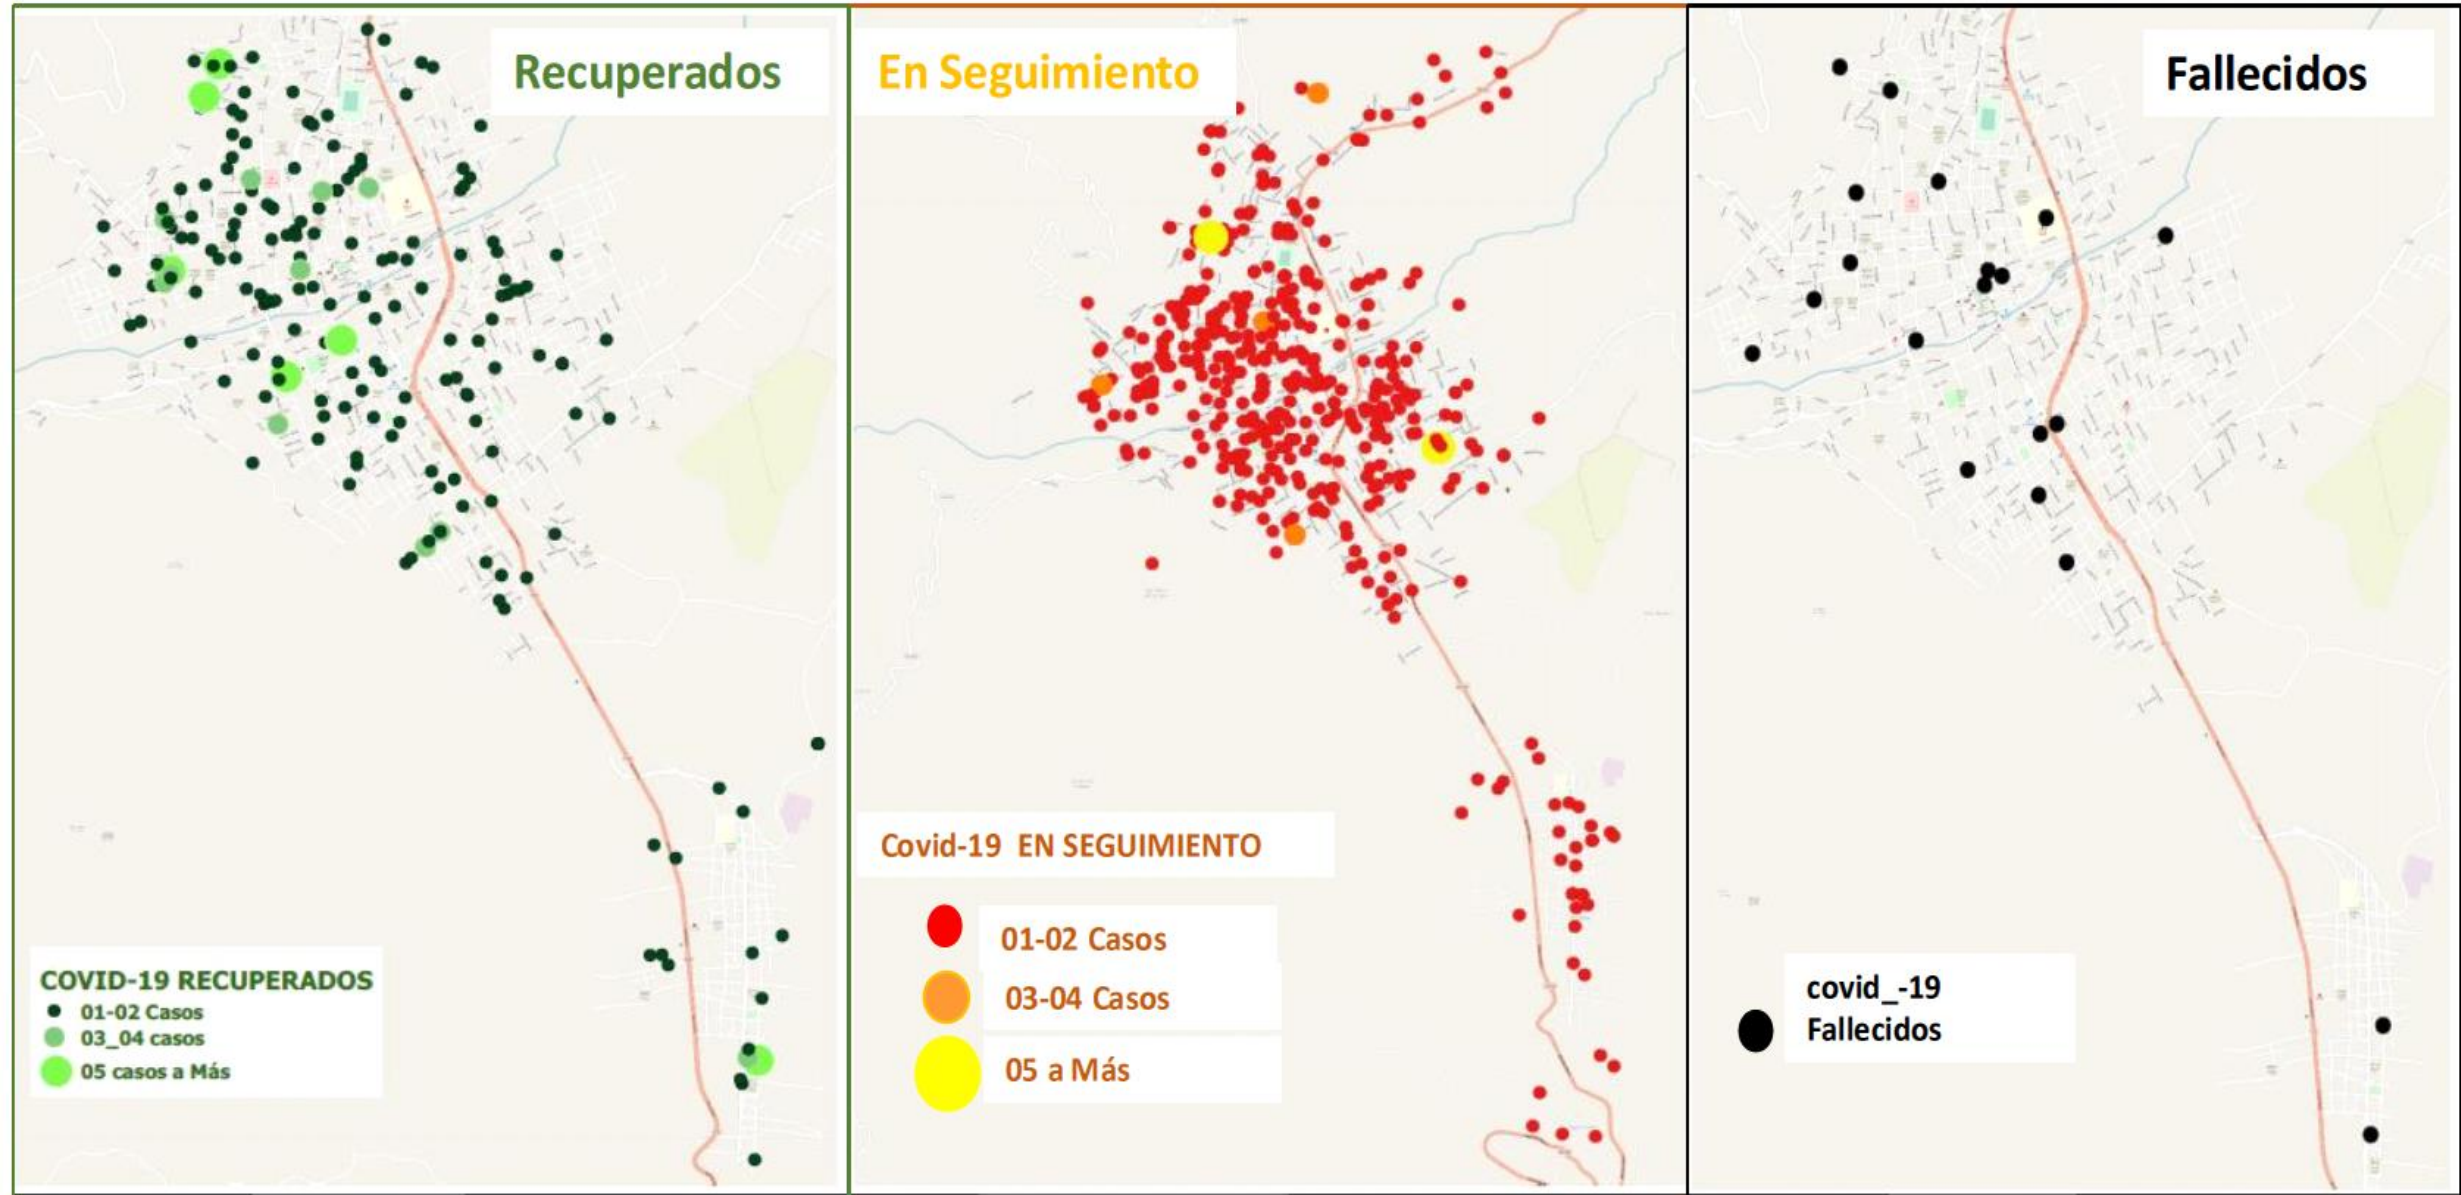 Recuperados
COVID-19 RECUPERADOS
01-02 Casos
03_04 casos
05 casos a Más
En Seguimiento
Covid-19 EN SEGUIMIENTO
01-02 Casos
03-04 Casos
05 a Más
Fallecidos
covid_-19
Fallecidos